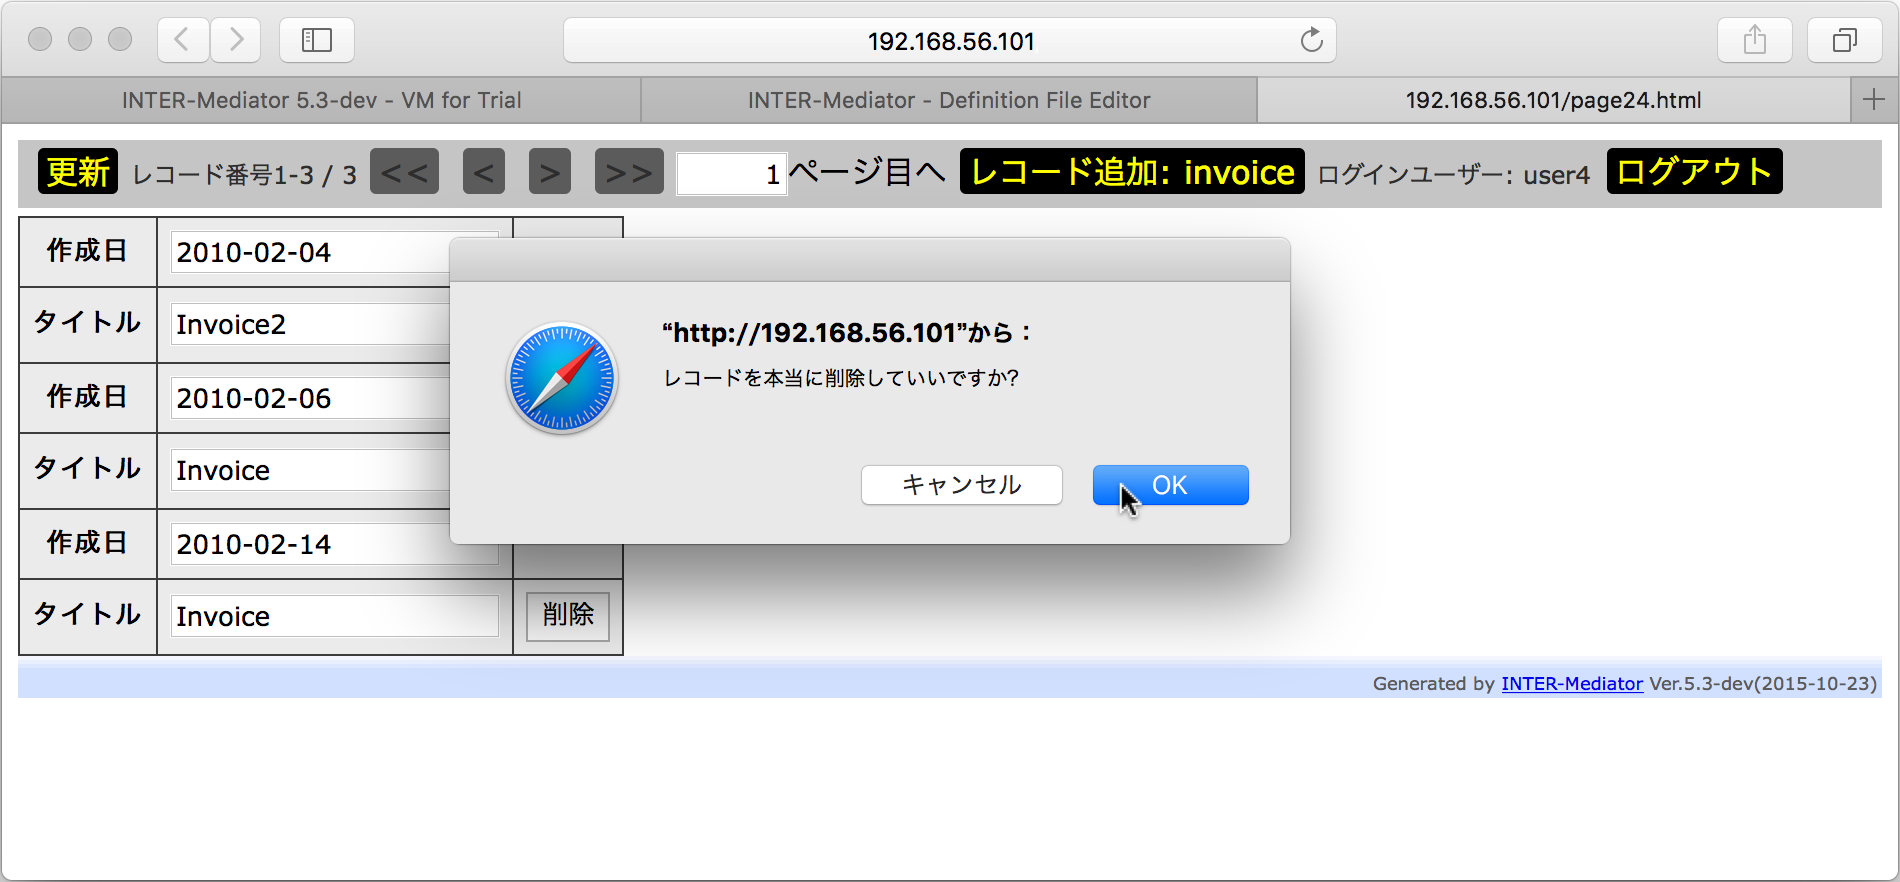 192.168.56.101
INTER-Mediator 5.3-dev - VM for Trial
INTER-Mediator - Definition File Editor
192.168.56.101/page24.html
更新 レコード番号1-3 / 3 << < > >> 1 ページ目へ レコード追加: invoice ログインユーザー: user4 ログアウト
作成日 2010-02-04
タイトル Invoice2
作成日 2010-02-06
タイトル Invoice
作成日 2010-02-14
タイトル Invoice 削除
“http://192.168.56.101”から：
レコードを本当に削除していいですか?
キャンセル OK
Generated by INTER-Mediator Ver.5.3-dev(2015-10-23)